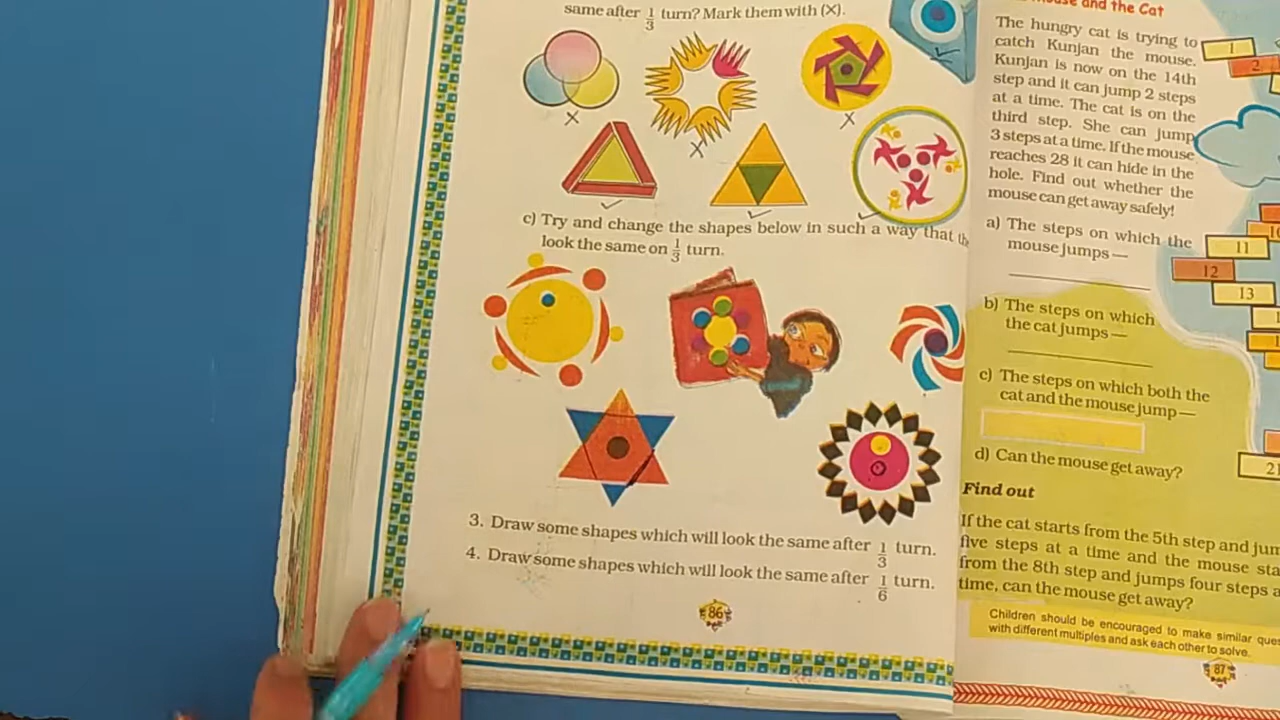 same after 1/3 turn? Mark them with (X).
c) Try and change the shapes below in such a way that
look the same on 1/3 turn.
3. Draw some shapes which will look the same after 1/3 turn.
4. Draw some shapes which will look the same after 1/6 turn.
86
and the Cat
The hungry cat is trying to
catch Kunjan the mouse.
Kunjan is now on the 14th
step and it can jump 2 steps
at a time. The cat is on the
third step. She can jump
3 steps at a time. If the mouse
reaches 28 it can hide in the
hole. Find out whether the
mouse can get away safely!
a) The steps on which the
mouse jumps —
b) The steps on which
the cat jumps —
c) The steps on which both the
cat and the mouse jump —
d) Can the mouse get away?
Find out
If the cat starts from the 5th step and
five steps at a time and the mouse
from the 8th step and jumps four steps
time, can the mouse get away?
Children should be encouraged to make similar
with different multiples and ask each other to solve.
87
1
2
11
12
13